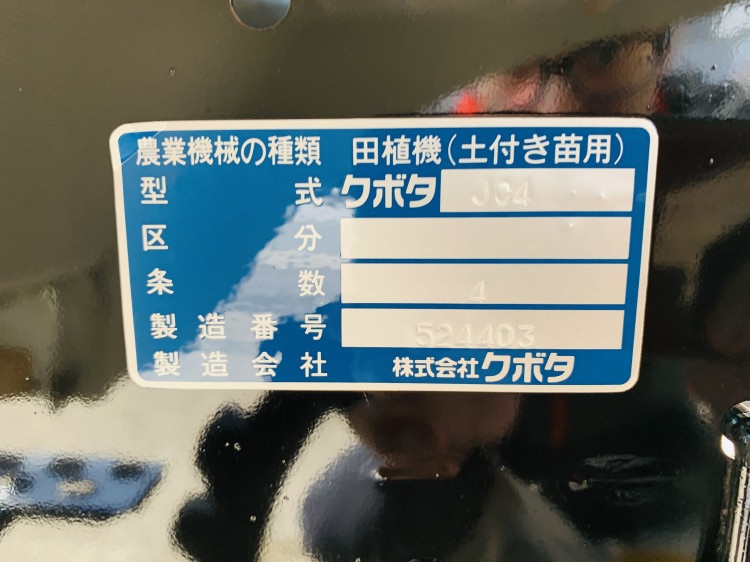 農業機械の種類 田植機(土付き苗用)
型式 クボタ JC4
区分
条数 4
製造番号 524403
製造会社 株式会社クボタ